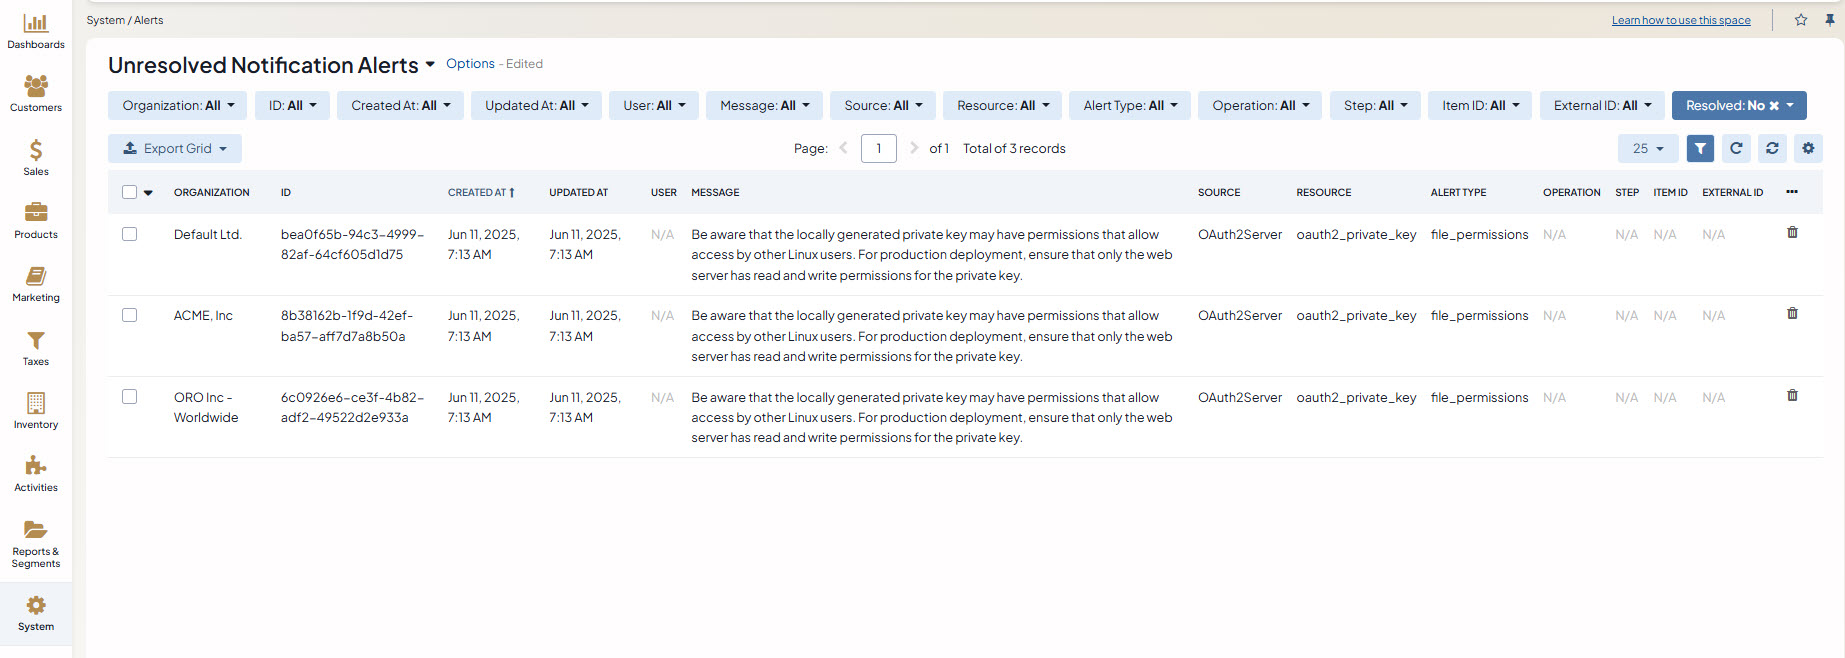 System / Alerts
Learn how to use this space
Dashboards
Customers
Sales
Products
Marketing
Taxes
Inventory
Activities
Reports &
Segments
System
Unresolved Notification Alerts Options - Edited
Organization: All ID: All Created At: All Updated At: All User: All Message: All Source: All Resource: All Alert Type: All Operation: All Step: All Item ID: All External ID: All Resolved: No
Export Grid Page: 1 of 1 Total of 3 records 25
ORGANIZATION ID CREATED AT UPDATED AT USER MESSAGE SOURCE RESOURCE ALERT TYPE OPERATION STEP ITEM ID EXTERNAL ID
Default Ltd. bea0f65b-94c3-4999- Jun 11, 2025, Jun 11, 2025, N/A Be aware that the locally generated private key may have permissions that allow OAuth2Server oauth2_private_key file_permissions N/A N/A N/A N/A
82af-64cf605d1d75 7:13 AM 7:13 AM access by other Linux users. For production deployment, ensure that only the web
server has read and write permissions for the private key.
ACME, Inc 8b38162b-1f9d-42ef- Jun 11, 2025, Jun 11, 2025, N/A Be aware that the locally generated private key may have permissions that allow OAuth2Server oauth2_private_key file_permissions N/A N/A N/A N/A
ba57-aff7d7a8b50a 7:13 AM 7:13 AM access by other Linux users. For production deployment, ensure that only the web
server has read and write permissions for the private key.
ORO Inc - 6c0926e6-ce3f-4b82- Jun 11, 2025, Jun 11, 2025, N/A Be aware that the locally generated private key may have permissions that allow OAuth2Server oauth2_private_key file_permissions N/A N/A N/A N/A
Worldwide adf2-49522d2e933a 7:13 AM 7:13 AM access by other Linux users. For production deployment, ensure that only the web
server has read and write permissions for the private key.